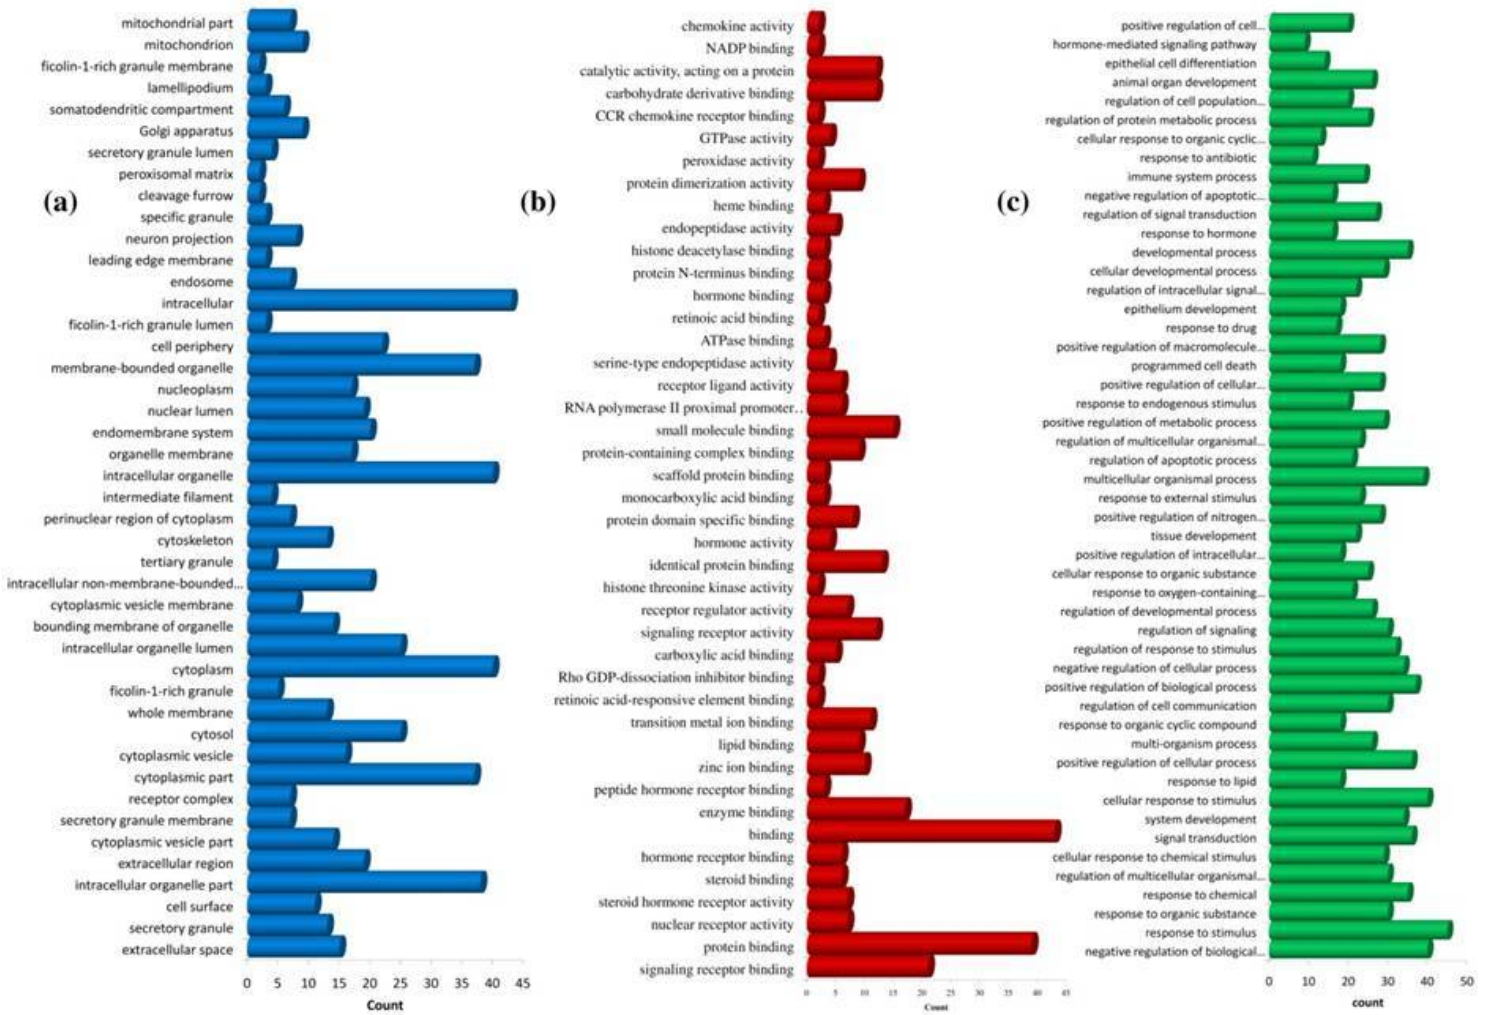 (a)
mitochondrial part
mitochondrion
ficolin-1-rich granule membrane
lamellipodium
somatodendritic compartment
Golgi apparatus
secretory granule lumen
peroxisomal matrix
cleavage furrow
specific granule
neuron projection
leading edge membrane
endosome
intracellular
ficolin-1-rich granule lumen
cell periphery
membrane-bounded organelle
nucleoplasm
nuclear lumen
endomembrane system
organelle membrane
intracellular organelle
intermediate filament
perinuclear region of cytoplasm
cytoskeleton
tertiary granule
intracellular non-membrane-bounded...
cytoplasmic vesicle membrane
bounding membrane of organelle
intracellular organelle lumen
cytoplasm
ficolin-1-rich granule
whole membrane
cytosol
cytoplasmic vesicle
cytoplasmic part
receptor complex
secretory granule membrane
cytoplasmic vesicle part
extracellular region
intracellular organelle part
cell surface
secretory granule
extracellular space
0 5 10 15 20 25 30 35 40 45
Count
(b)
chemokine activity
NADP binding
catalytic activity, acting on a protein
carbohydrate derivative binding
CCR chemokine receptor binding
GTPase activity
peroxidase activity
protein dimerization activity
heme binding
endopeptidase activity
histone deacetylase binding
protein N-terminus binding
hormone binding
retinoic acid binding
ATPase binding
serine-type endopeptidase activity
receptor ligand activity
RNA polymerase II proximal promoter..
small molecule binding
protein-containing complex binding
scaffold protein binding
monocarboxylic acid binding
protein domain specific binding
hormone activity
identical protein binding
histone threonine kinase activity
receptor regulator activity
signaling receptor activity
carboxylic acid binding
Rho GDP-dissociation inhibitor binding
retinoic acid-responsive element binding
transition metal ion binding
lipid binding
zinc ion binding
peptide hormone receptor binding
enzyme binding
binding
hormone receptor binding
steroid binding
steroid hormone receptor activity
nuclear receptor activity
protein binding
signaling receptor binding
0 5 10 15 20 25 30 35 40 45
Count
(c)
positive regulation of cell...
hormone-mediated signaling pathway
epithelial cell differentiation
animal organ development
regulation of cell population...
regulation of protein metabolic process
cellular response to organic cyclic...
response to antibiotic
immune system process
negative regulation of apoptotic...
regulation of signal transduction
response to hormone
developmental process
cellular developmental process
regulation of intracellular signal...
epithelium development
response to drug
positive regulation of macromolecule...
programmed cell death
positive regulation of cellular...
response to endogenous stimulus
positive regulation of metabolic process
regulation of multicellular organismal...
regulation of apoptotic process
multicellular organismal process
response to external stimulus
positive regulation of nitrogen...
tissue development
positive regulation of intracellular...
cellular response to organic substance
response to oxygen-containing...
regulation of developmental process
regulation of signaling
regulation of response to stimulus
negative regulation of cellular process
positive regulation of biological process
regulation of cell communication
response to organic cyclic compound
multi-organism process
positive regulation of cellular process
response to lipid
cellular response to stimulus
system development
signal transduction
cellular response to chemical stimulus
regulation of multicellular organismal...
response to chemical
response to organic substance
response to stimulus
negative regulation of biological...
0 10 20 30 40 50
count